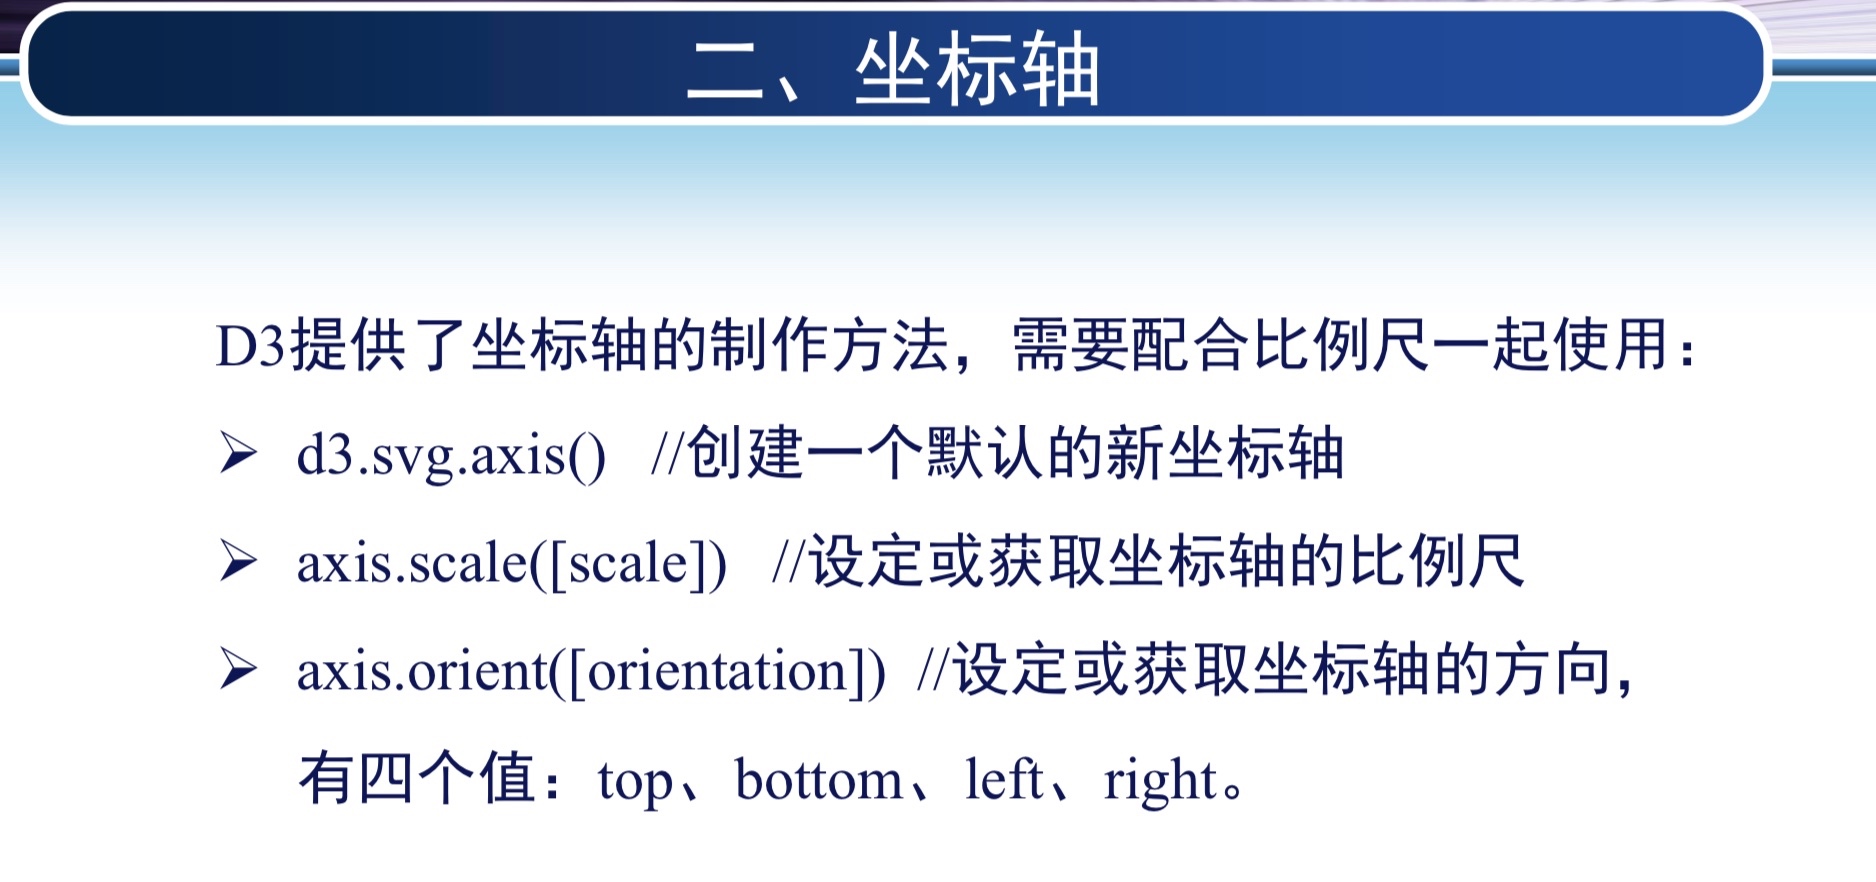 二、坐标轴
D3提供了坐标轴的制作方法，需要配合比例尺一起使用：
➢ d3.svg.axis() //创建一个默认的新坐标轴
➢ axis.scale([scale]) //设定或获取坐标轴的比例尺
➢ axis.orient([orientation]) //设定或获取坐标轴的方向，
有四个值：top、bottom、left、right。